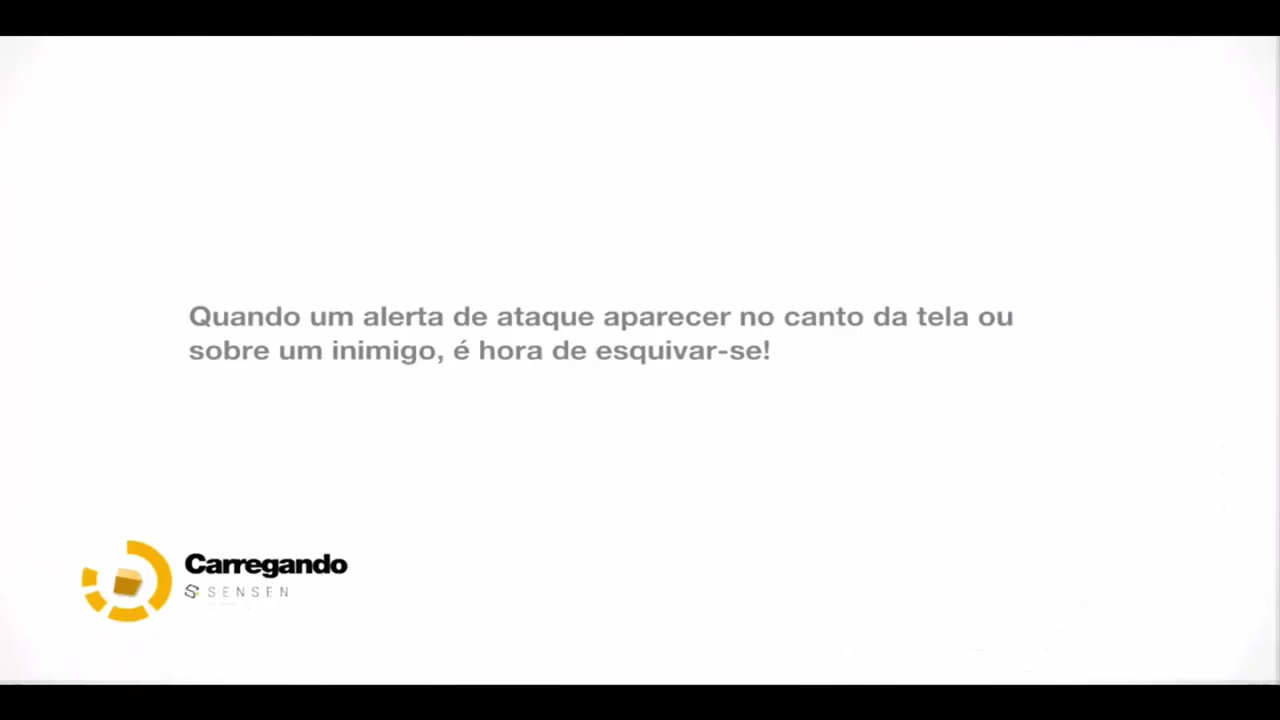 Quando um alerta de ataque aparecer no canto da tela ou
sobre um inimigo, é hora de esquivar-se!
Carregando
SENSEN